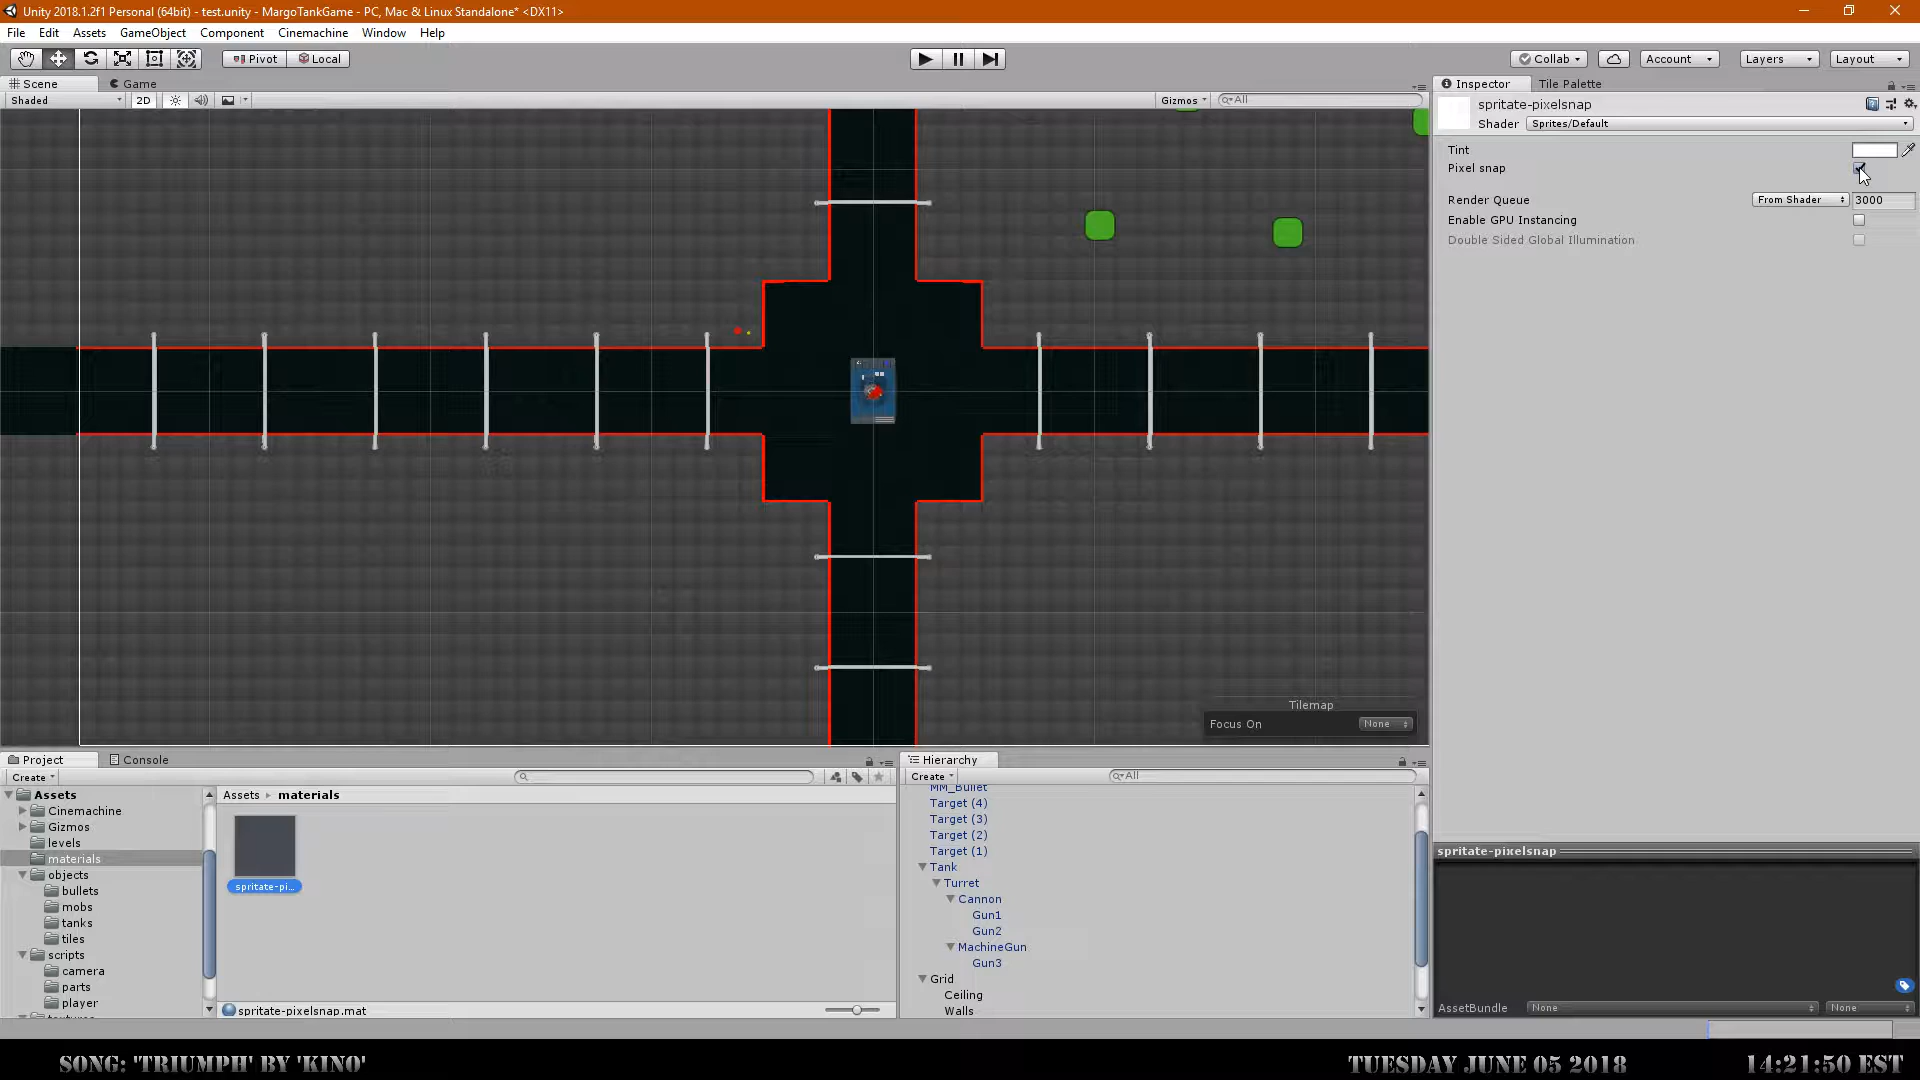 Unity 2018.1.2f1 Personal (64bit) - test.unity - MargoTankGame - PC, Mac & Linux Standalone* <DX11>
File Edit Assets GameObject Component Cinemachine Window Help
Pivot Local Collab Account Layers Layout
Scene Game Inspector Tile Palette
Shaded 2D Gizmos All
spritate-pixelsnap
Shader Sprites/Default
Tint
Pixel snap
Render Queue From Shader 3000
Enable GPU Instancing
Double Sided Global Illumination
Tilemap
Focus On None
Project Console Hierarchy
Create Create All
Assets Assets materials
Cinemachine
Gizmos
levels
materials
objects
bullets
mobs
tanks
tiles
scripts
camera
parts
player
spritate-pi...
spritate-pixelsnap.mat
MM_Bullet
Target (4)
Target (3)
Target (2)
Target (1)
Tank
Turret
Cannon
Gun1
Gun2
MachineGun
Gun3
Grid
Ceiling
Walls
spritate-pixelsnap
AssetBundle None None
SONG: 'TRIUMPH' BY 'KINO' TUESDAY JUNE 05 2018 14:21:50 EST